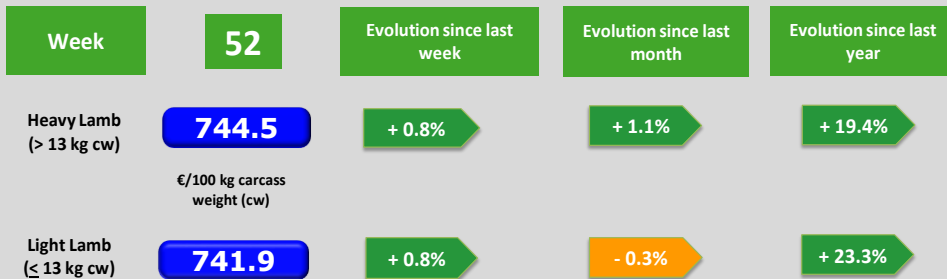 Week
52
Evolution since last
week
Evolution since last
month
Evolution since last
year
Heavy Lamb
(> 13 kg cw)
744.5
+ 0.8%
+ 1.1%
+ 19.4%
€/100 kg carcass
weight (cw)
Light Lamb
(≤ 13 kg cw)
741.9
+ 0.8%
- 0.3%
+ 23.3%